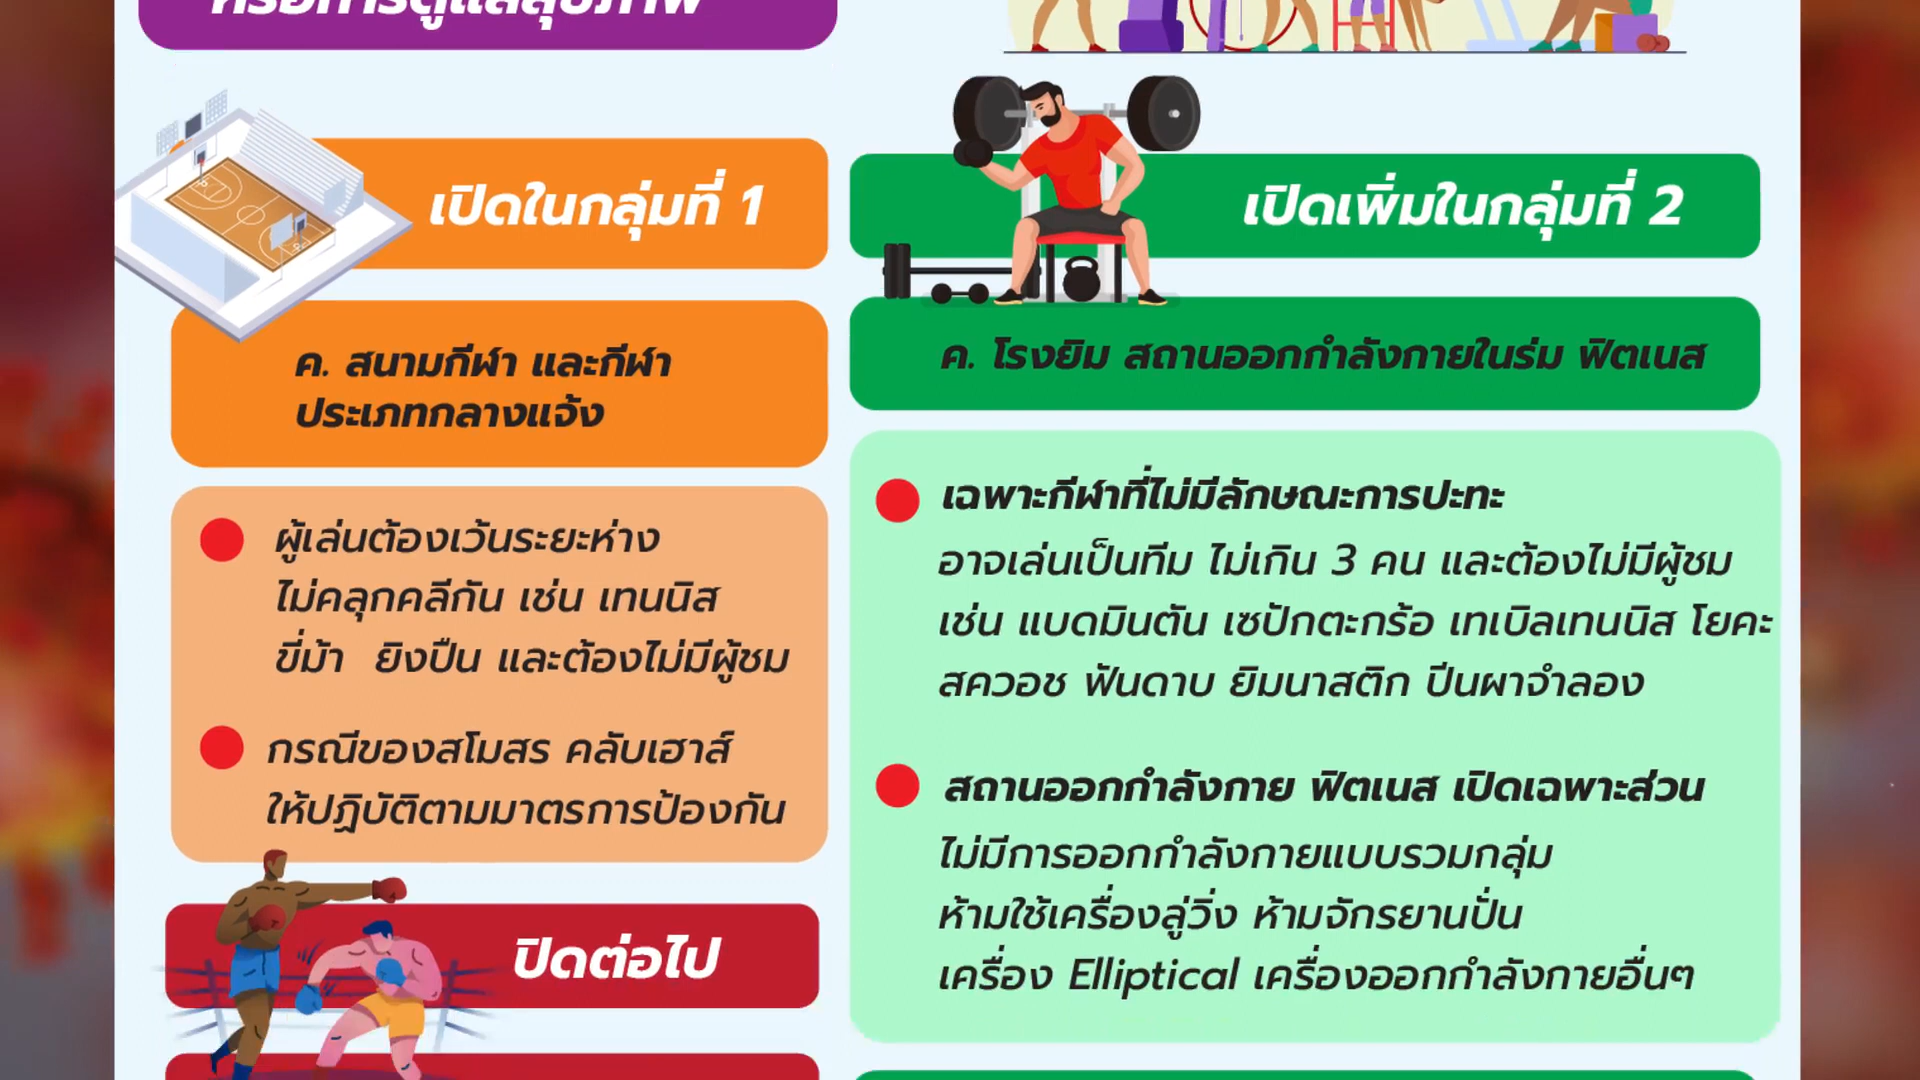 หรือการดูแลสุขภาพ
เปิดในกลุ่มที่ 1
ค. สนามกีฬา และกีฬา
ประเภทกลางแจ้ง
ผู้เล่นต้องเว้นระยะห่าง
ไม่คลุกคลีกัน เช่น เทนนิส
ขี่ม้า ยิงปืน และต้องไม่มีผู้ชม
กรณีของสโมสร คลับเฮาส์
ให้ปฏิบัติตามมาตรการป้องกัน
ปิดต่อไป
เปิดเพิ่มในกลุ่มที่ 2
ค. โรงยิม สถานออกกำลังกายในร่ม ฟิตเนส
เฉพาะกีฬาที่ไม่มีลักษณะการปะทะ
อาจเล่นเป็นทีม ไม่เกิน 3 คน และต้องไม่มีผู้ชม
เช่น แบดมินตัน เซปักตะกร้อ เทเบิลเทนนิส โยคะ
สควอช ฟันดาบ ยิมนาสติก ปีนผาจำลอง
สถานออกกำลังกาย ฟิตเนส เปิดเฉพาะส่วน
ไม่มีการออกกำลังกายแบบรวมกลุ่ม
ห้ามใช้เครื่องลู่วิ่ง ห้ามจักรยานปั่น
เครื่อง Elliptical เครื่องออกกำลังกายอื่นๆ